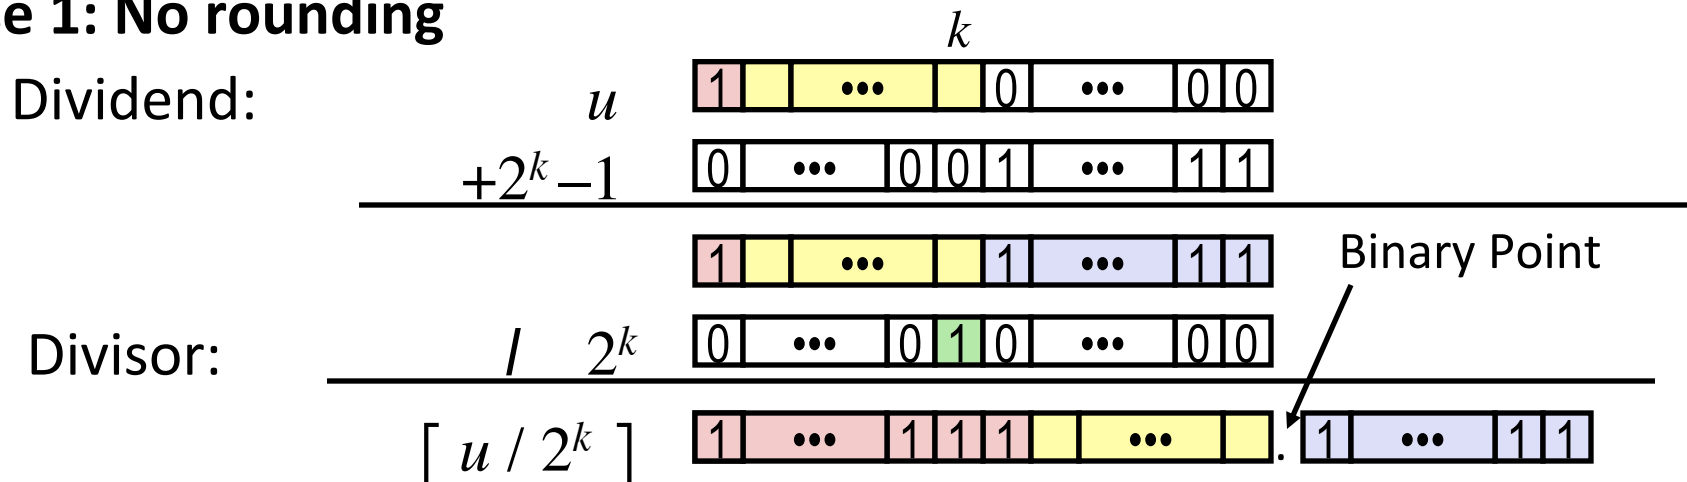 e 1: No rounding
k
Dividend: u 1 ••• 0 ••• 0 0
+2^k –1 0 ••• 0 0 1 ••• 1 1
1 ••• 1 ••• 1 1
Binary Point
Divisor: / 2^k 0 ••• 0 1 0 ••• 0 0
⌈ u / 2^k ⌉ 1 ••• 1 1 1 ••• . 1 ••• 1 1